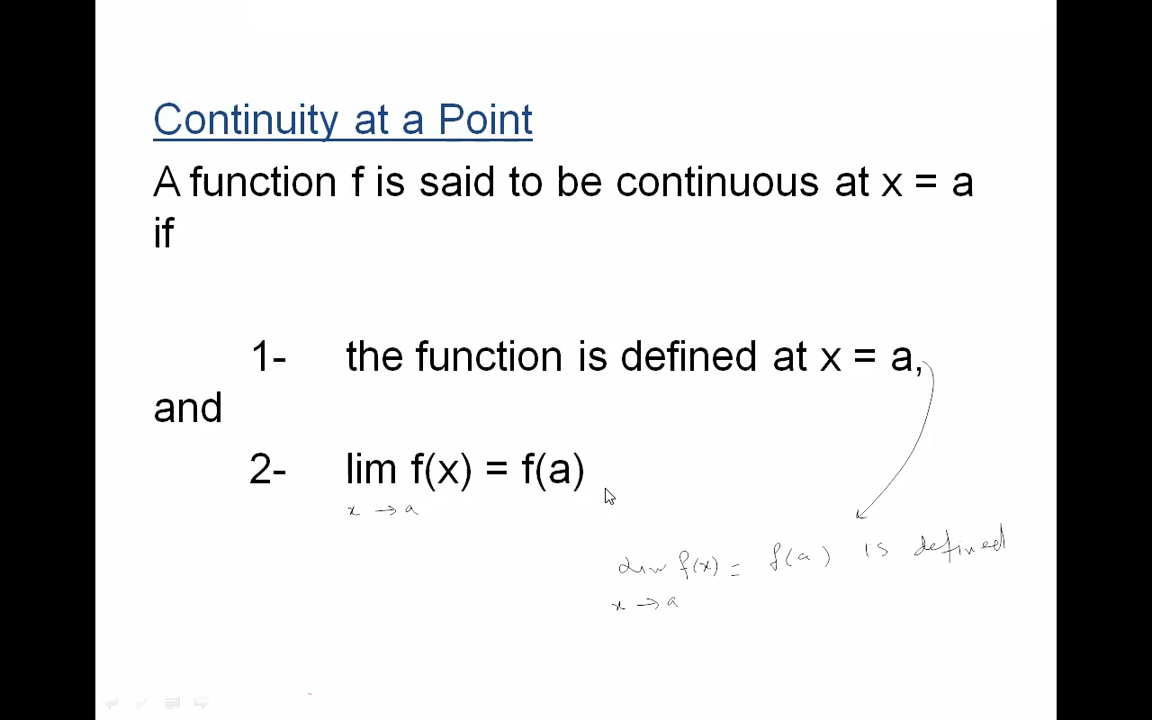 Continuity at a Point
A function f is said to be continuous at x = a
if
1- the function is defined at x = a,
and
2- lim f(x) = f(a)
x → a
lim f(x) = f(a) is defined
x → a